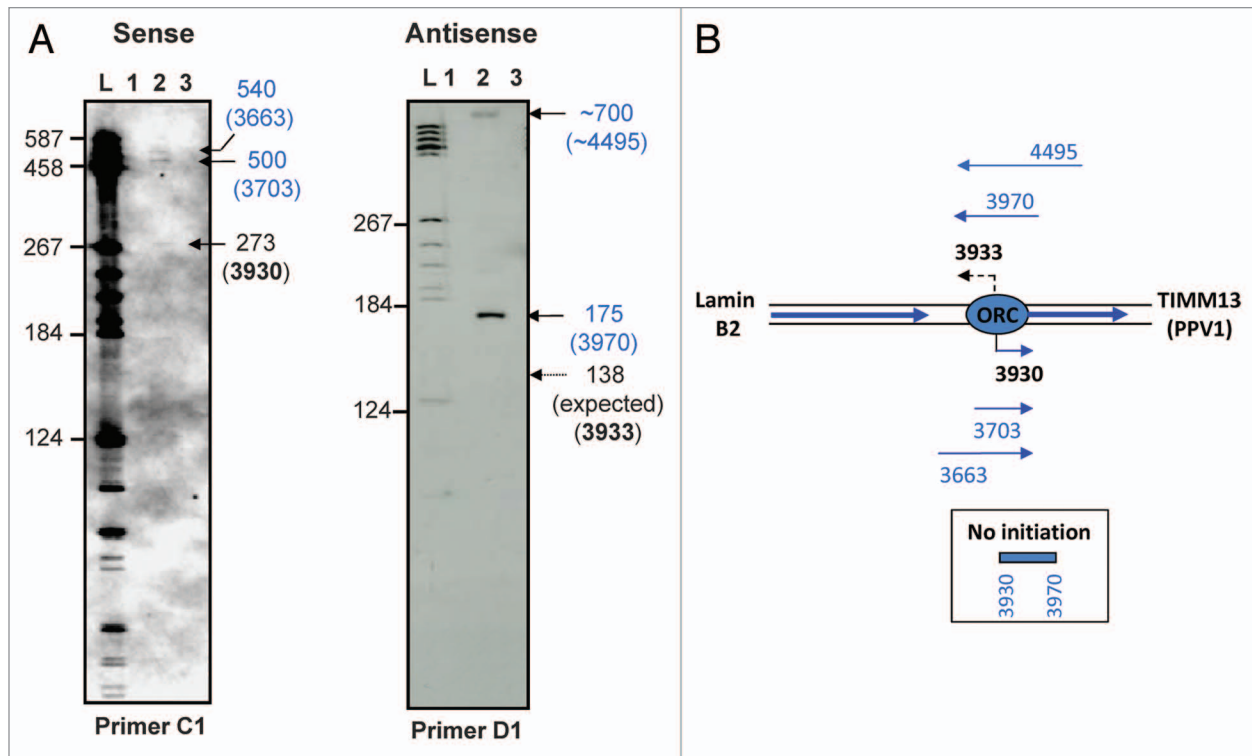 A
Sense
L 1 2 3
587
458
267
184
124
540
(3663)
500
(3703)
273
(3930)
Primer C1
Antisense
L 1 2 3
267
184
124
~700
(~4495)
175
(3970)
138
(expected)
(3933)
Primer D1
B
4495
3970
3933
Lamin
B2
ORC
TIMM13
(PPV1)
3930
3703
3663
No initiation
3930
3970